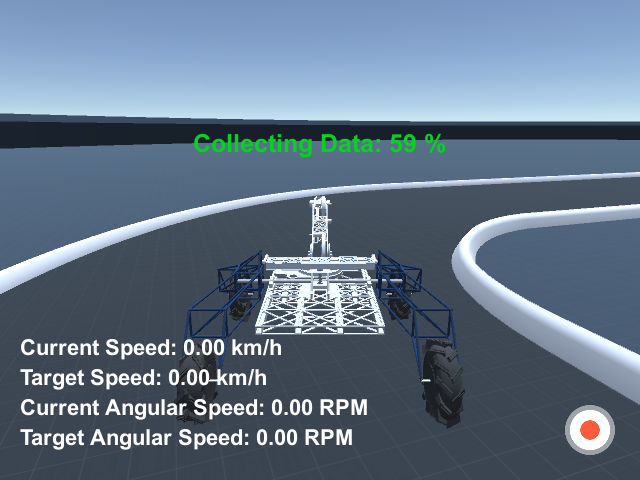 Collecting Data: 59 %
Current Speed: 0.00 km/h
Target Speed: 0.00 km/h
Current Angular Speed: 0.00 RPM
Target Angular Speed: 0.00 RPM